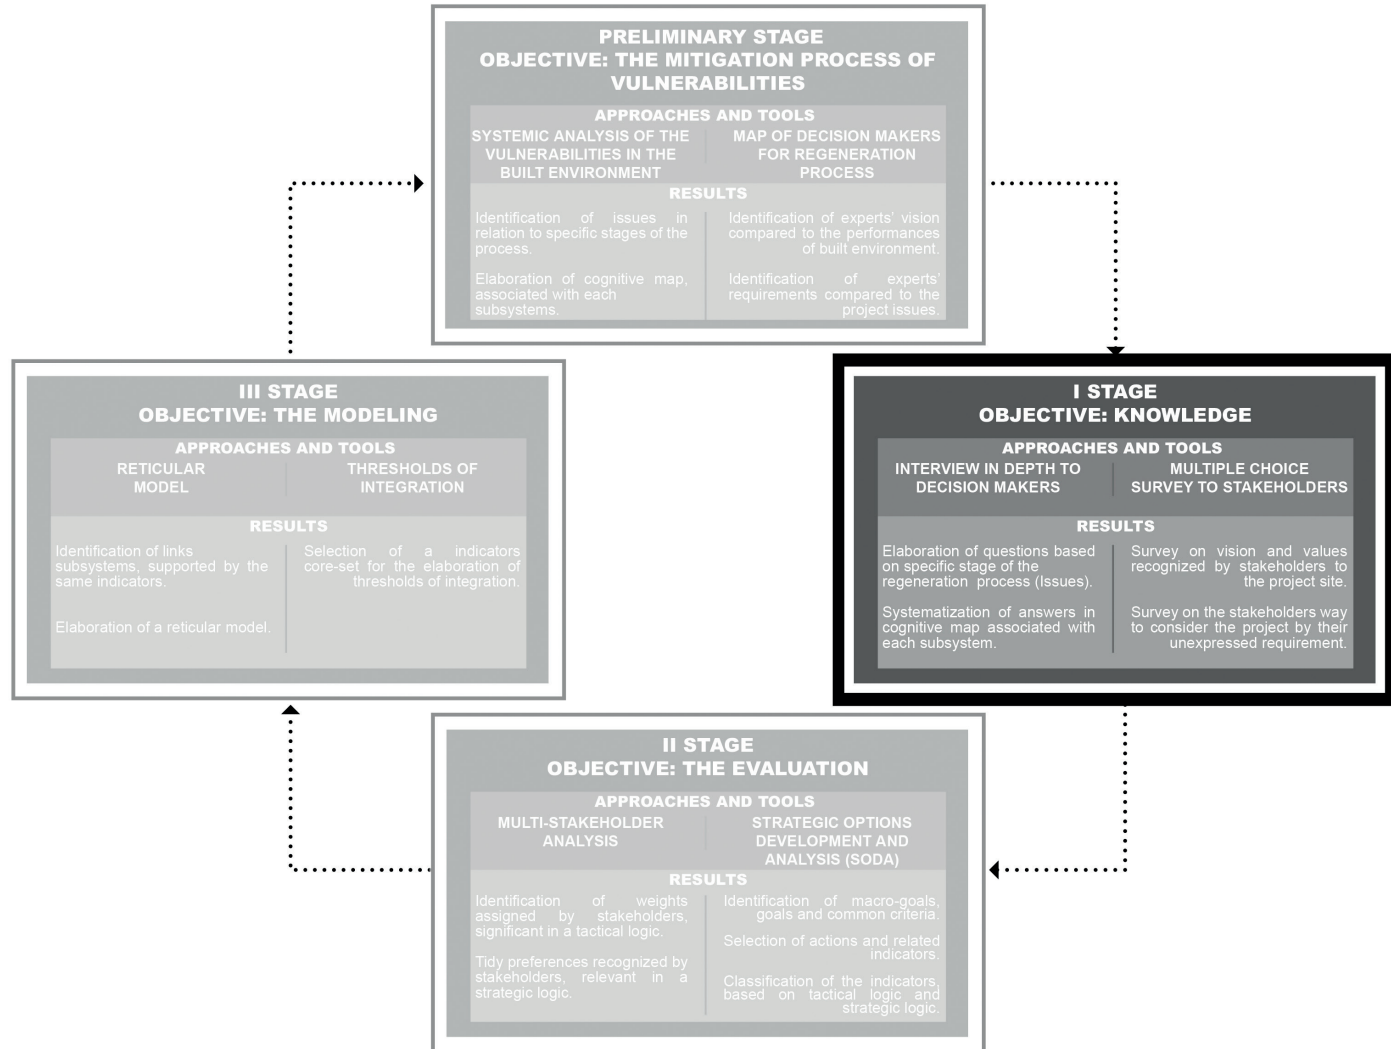 PRELIMINARY STAGE
OBJECTIVE: THE MITIGATION PROCESS OF
VULNERABILITIES
APPROACHES AND TOOLS
SYSTEMIC ANALYSIS OF THE
VULNERABILITIES IN THE
BUILT ENVIRONMENT
MAP OF DECISION MAKERS
FOR REGENERATION
PROCESS
RESULTS
Identification of issues in
relation to specific stages of the
process.
Elaboration of cognitive map,
associated with each
subsystems.
Identification of experts' vision
compared to the performances
of built environment.
Identification of experts'
requirements compared to the
project issues.
III STAGE
OBJECTIVE: THE MODELING
APPROACHES AND TOOLS
RETICULAR
MODEL
THRESHOLDS OF
INTEGRATION
RESULTS
Identification of links
subsystems, supported by the
same indicators.
Elaboration of a reticular model.
Selection of a indicators
core-set for the elaboration of
thresholds of integration.
I STAGE
OBJECTIVE: KNOWLEDGE
APPROACHES AND TOOLS
INTERVIEW IN DEPTH TO
DECISION MAKERS
MULTIPLE CHOICE
SURVEY TO STAKEHOLDERS
RESULTS
Elaboration of questions based
on specific stage of the
regeneration process (Issues).
Systematization of answers in
cognitive map associated with
each subsystem.
Survey on vision and values
recognized by stakeholders to
the project site.
Survey on the stakeholders way
to consider the project by their
unexpressed requirement.
II STAGE
OBJECTIVE: THE EVALUATION
APPROACHES AND TOOLS
MULTI-STAKEHOLDER
ANALYSIS
STRATEGIC OPTIONS
DEVELOPMENT AND
ANALYSIS (SODA)
RESULTS
Identification of weights
assigned by stakeholders,
significant in a tactical logic.
Tidy preferences recognized by
stakeholders, relevant in a
strategic logic.
Identification of macro-goals,
goals and common criteria.
Selection of actions and related
indicators.
Classification of the indicators,
based on tactical logic and
strategic logic.